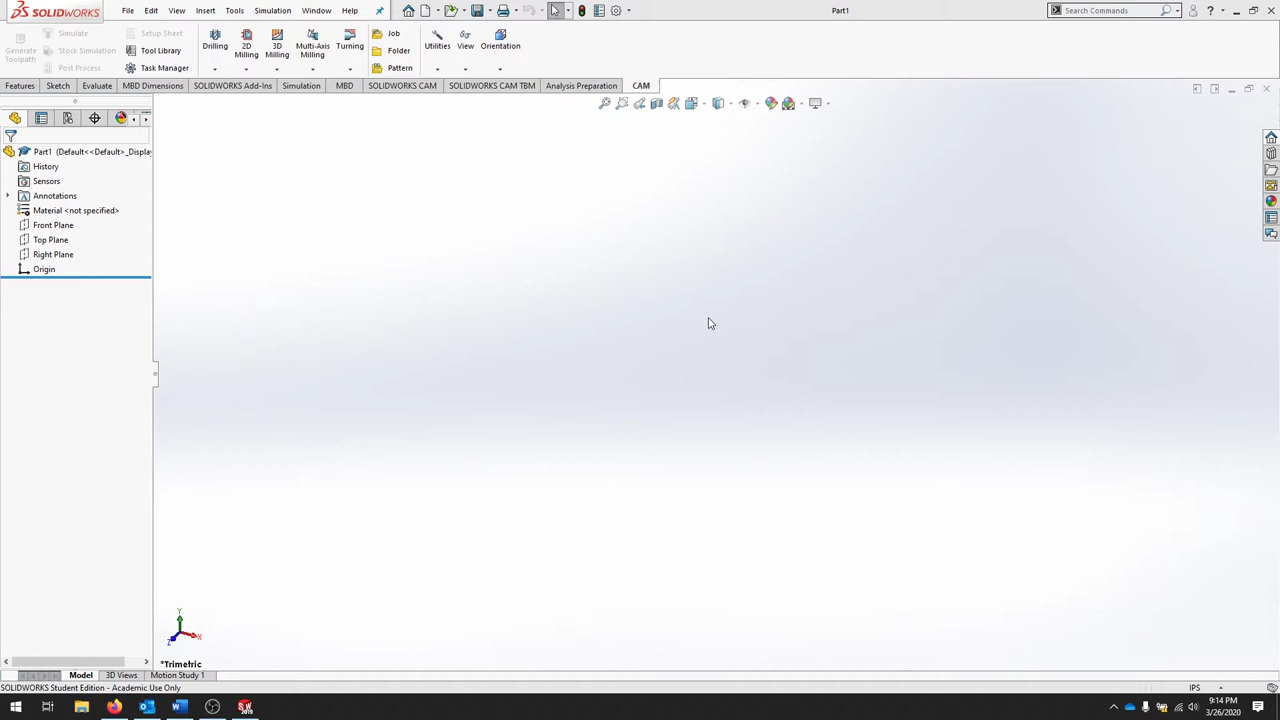 SOLIDWORKS File Edit View Insert Tools Simulation Window Help Part1 Search Commands
Generate Toolpath Simulate Stock Simulation Post Process Setup Sheet Tool Library Task Manager Drilling 2D Milling 3D Milling Multi-Axis Milling Turning Job Folder Pattern Utilities View Orientation
Features Sketch Evaluate MBD Dimensions SOLIDWORKS Add-Ins Simulation MBD SOLIDWORKS CAM SOLIDWORKS CAM TBM Analysis Preparation CAM
Part1 (Default<<Default>_Displa
History
Sensors
Annotations
Material <not specified>
Front Plane
Top Plane
Right Plane
Origin
Y
X
Z
*Trimetric
Model 3D Views Motion Study 1
SOLIDWORKS Student Edition - Academic Use Only IPS
9:14 PM
3/26/2020